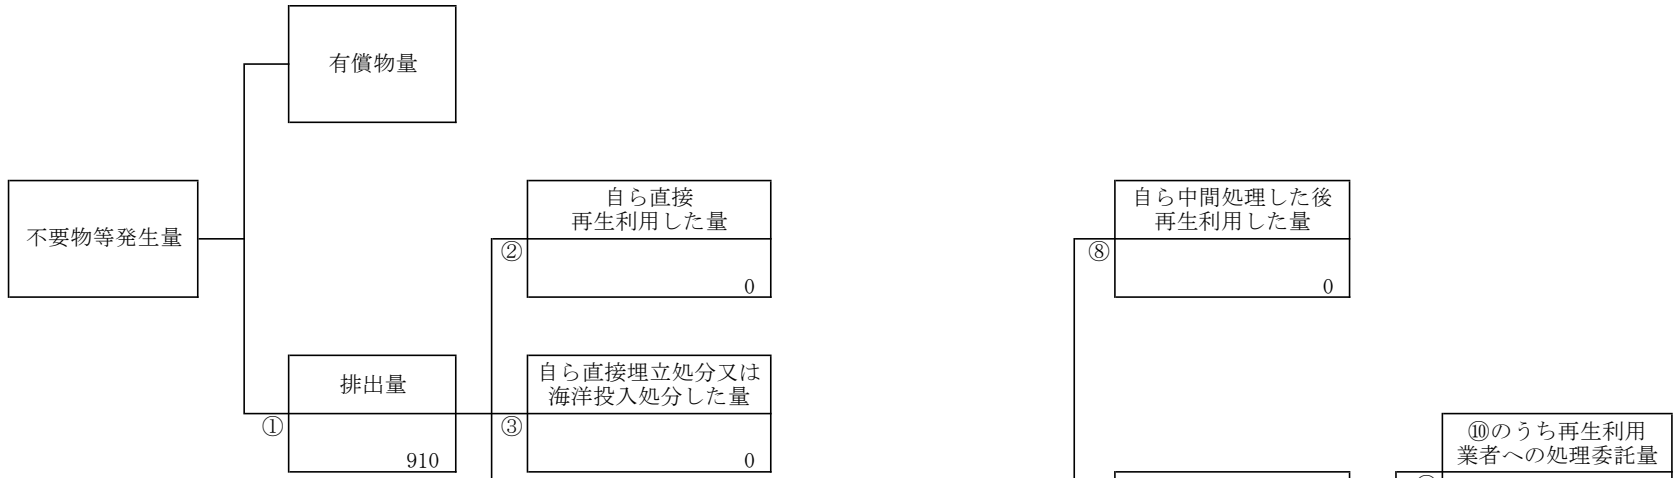 有償物量
不要物等発生量
自ら直接
再生利用した量
②
0
自ら中間処理した後
再生利用した量
⑧
0
排出量
①
910
自ら直接埋立処分又は
海洋投入処分した量
③
0
⑩のうち再生利用
業者への処理委託量